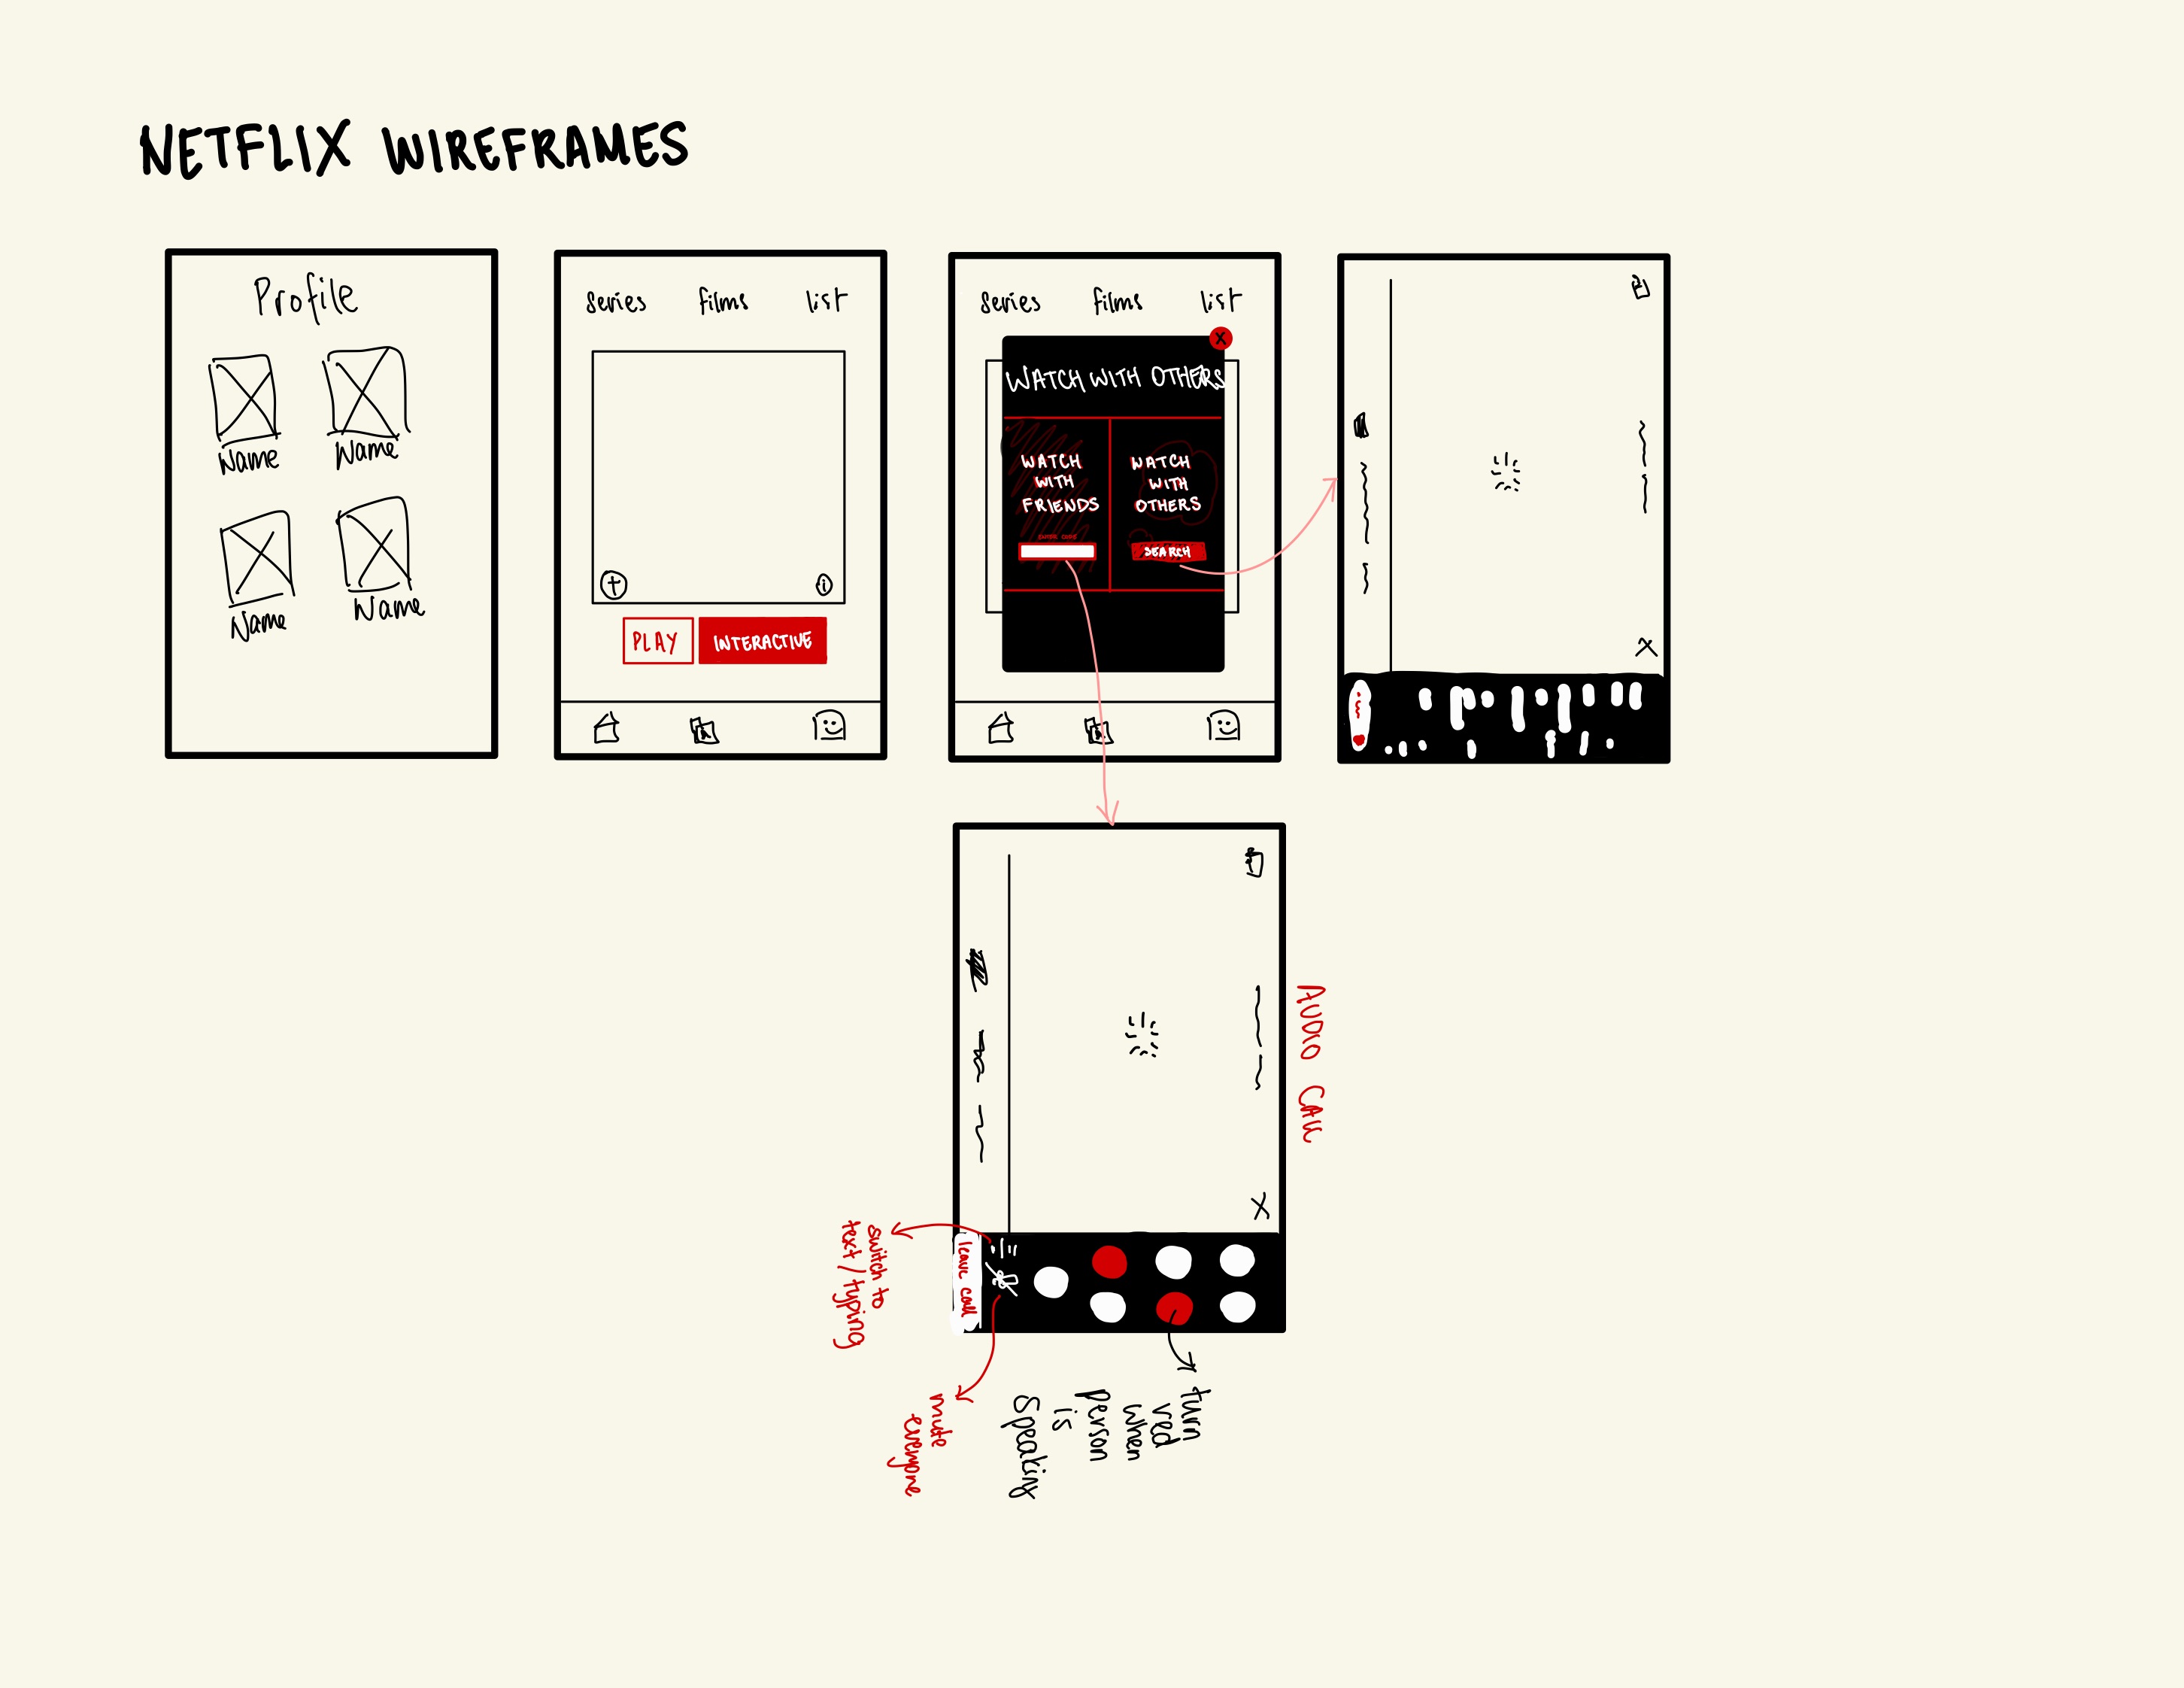 NETFLIX WIREFRAMES
Profile
Name
Name
Name
Name
series films list
+ i
PLAY INTERACTIVE
series films list
X
WATCH WITH OTHERS
WATCH
WITH
FRIENDS
ENTER CODE
WATCH
WITH
OTHERS
SEARCH
X
AUDIO CALL
X
leave call
switch to
text / typing
mute
everyone
turn
red
when
person
is
speaking